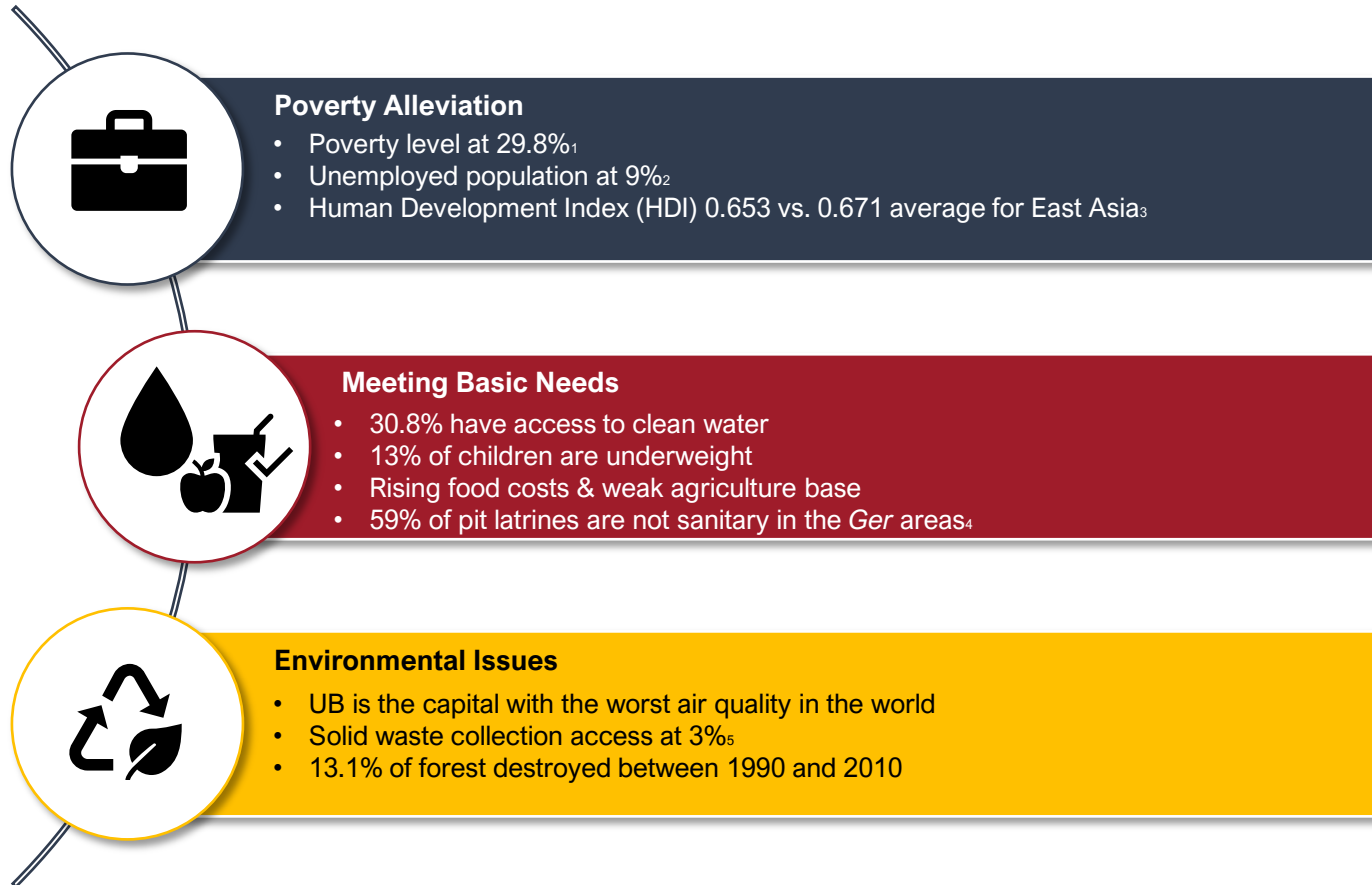 Poverty Alleviation
• Poverty level at 29.8%₁
• Unemployed population at 9%₂
• Human Development Index (HDI) 0.653 vs. 0.671 average for East Asia₃
Meeting Basic Needs
• 30.8% have access to clean water
• 13% of children are underweight
• Rising food costs & weak agriculture base
• 59% of pit latrines are not sanitary in the Ger areas₄
Environmental Issues
• UB is the capital with the worst air quality in the world
• Solid waste collection access at 3%₅
• 13.1% of forest destroyed between 1990 and 2010